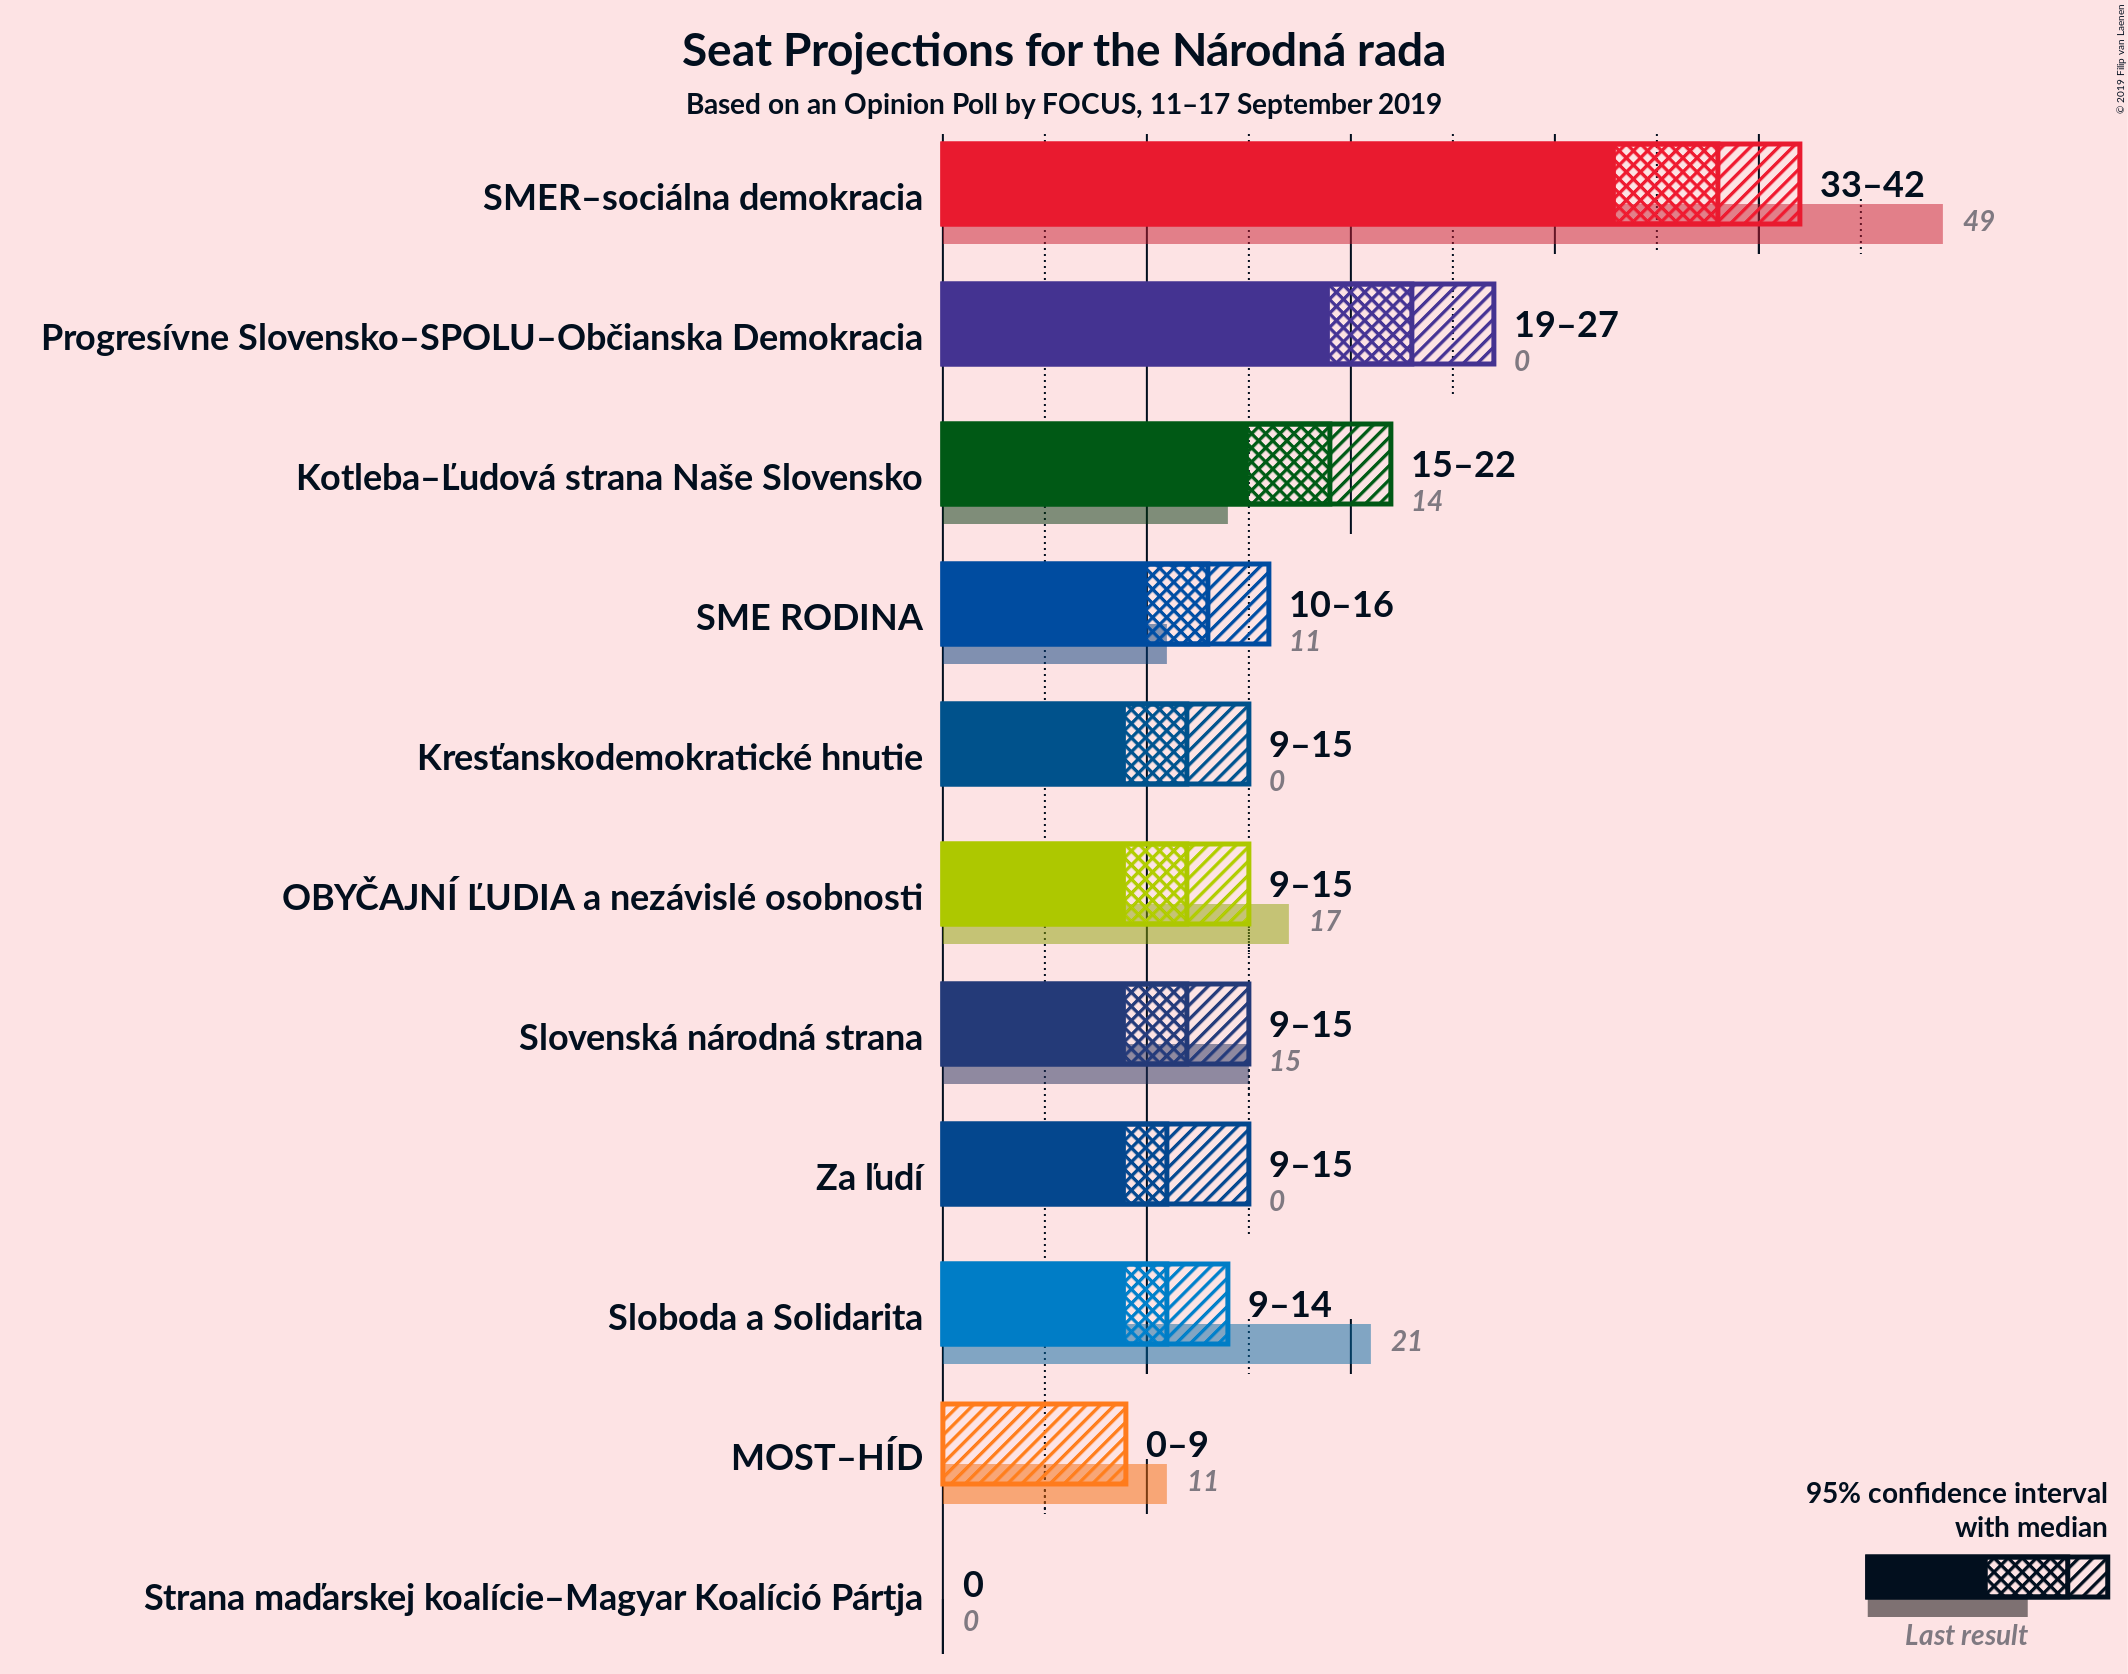 Seat Projections for the Národná rada
Based on an Opinion Poll by FOCUS, 11–17 September 2019
© 2019 Filip van Laenen
SMER–sociálna demokracia
33–42
49
Progresívne Slovensko–SPOLU–Občianska Demokracia
19–27
0
Kotleba–Ľudová strana Naše Slovensko
15–22
14
SME RODINA
10–16
11
Kresťanskodemokratické hnutie
9–15
0
OBYČAJNÍ ĽUDIA a nezávislé osobnosti
9–15
17
Slovenská národná strana
9–15
15
Za ľudí
9–15
0
Sloboda a Solidarita
9–14
21
MOST–HÍD
0–9
11
Strana maďarskej koalície–Magyar Koalíció Pártja
0
0
95% confidence interval
with median
Last result